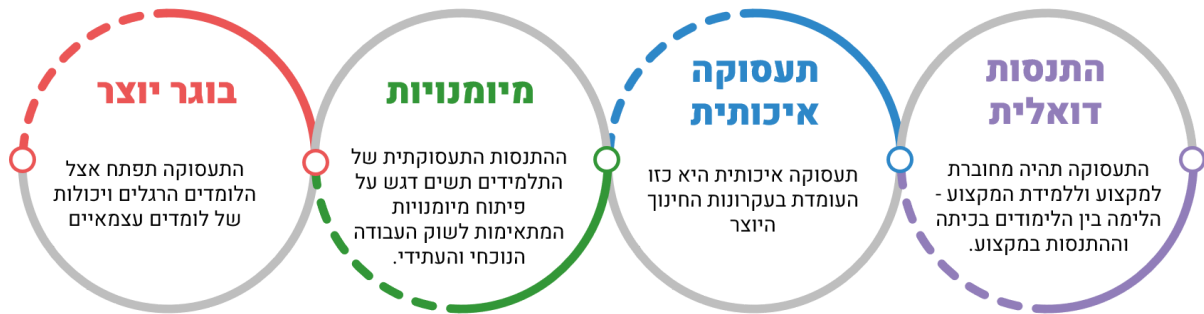 התנסות
דואלית
התעסוקה תהיה מחוברת
למקצוע וללמידת המקצוע -
הלימה בין הלימודים בכיתה
וההתנסות במקצוע.
תעסוקה
איכותית
תעסוקה איכותית היא כזו
העומדת בעקרונות החינוך
היוצר
מיומנויות
ההתנסות התעסוקתית של
התלמידים תשים דגש על
פיתוח מיומנויות
המתאימות לשוק העבודה
הנוכחי והעתידי.
בוגר יוצר
התעסוקה תפתח אצל
הלומדים הרגלים ויכולות
של לומדים עצמאיים